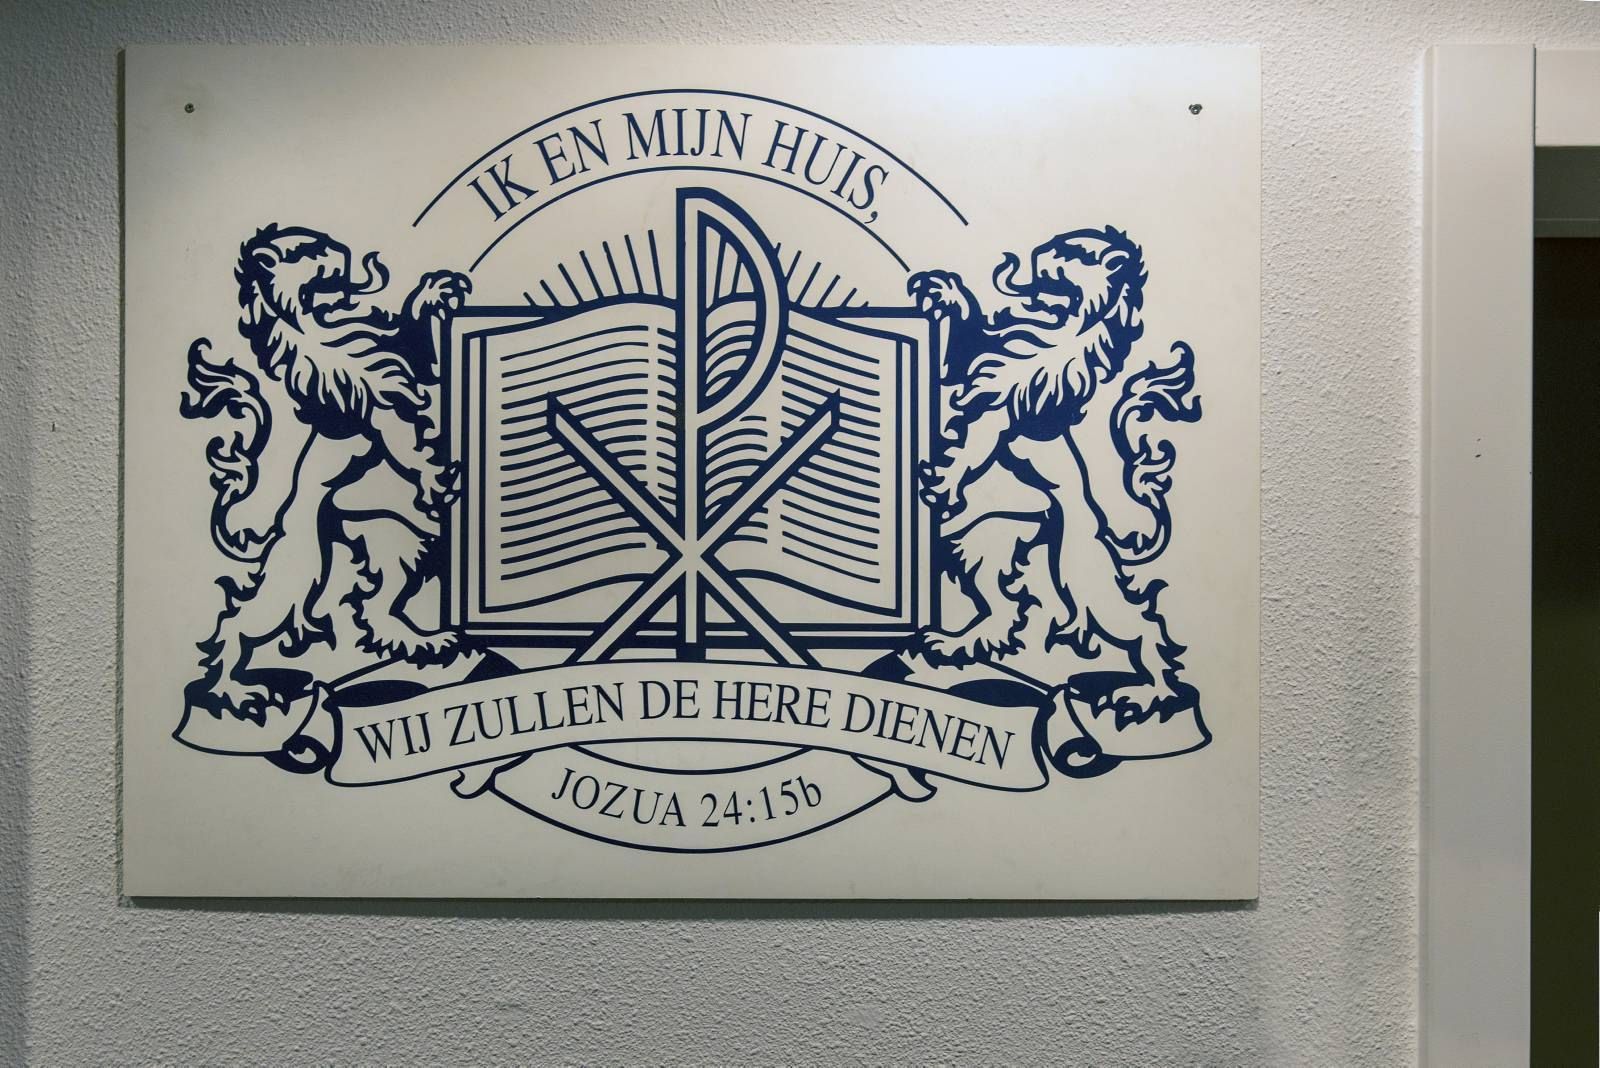 IK EN MIJN HUIS,
WIJ ZULLEN DE HERE DIENEN
JOZUA 24:15b